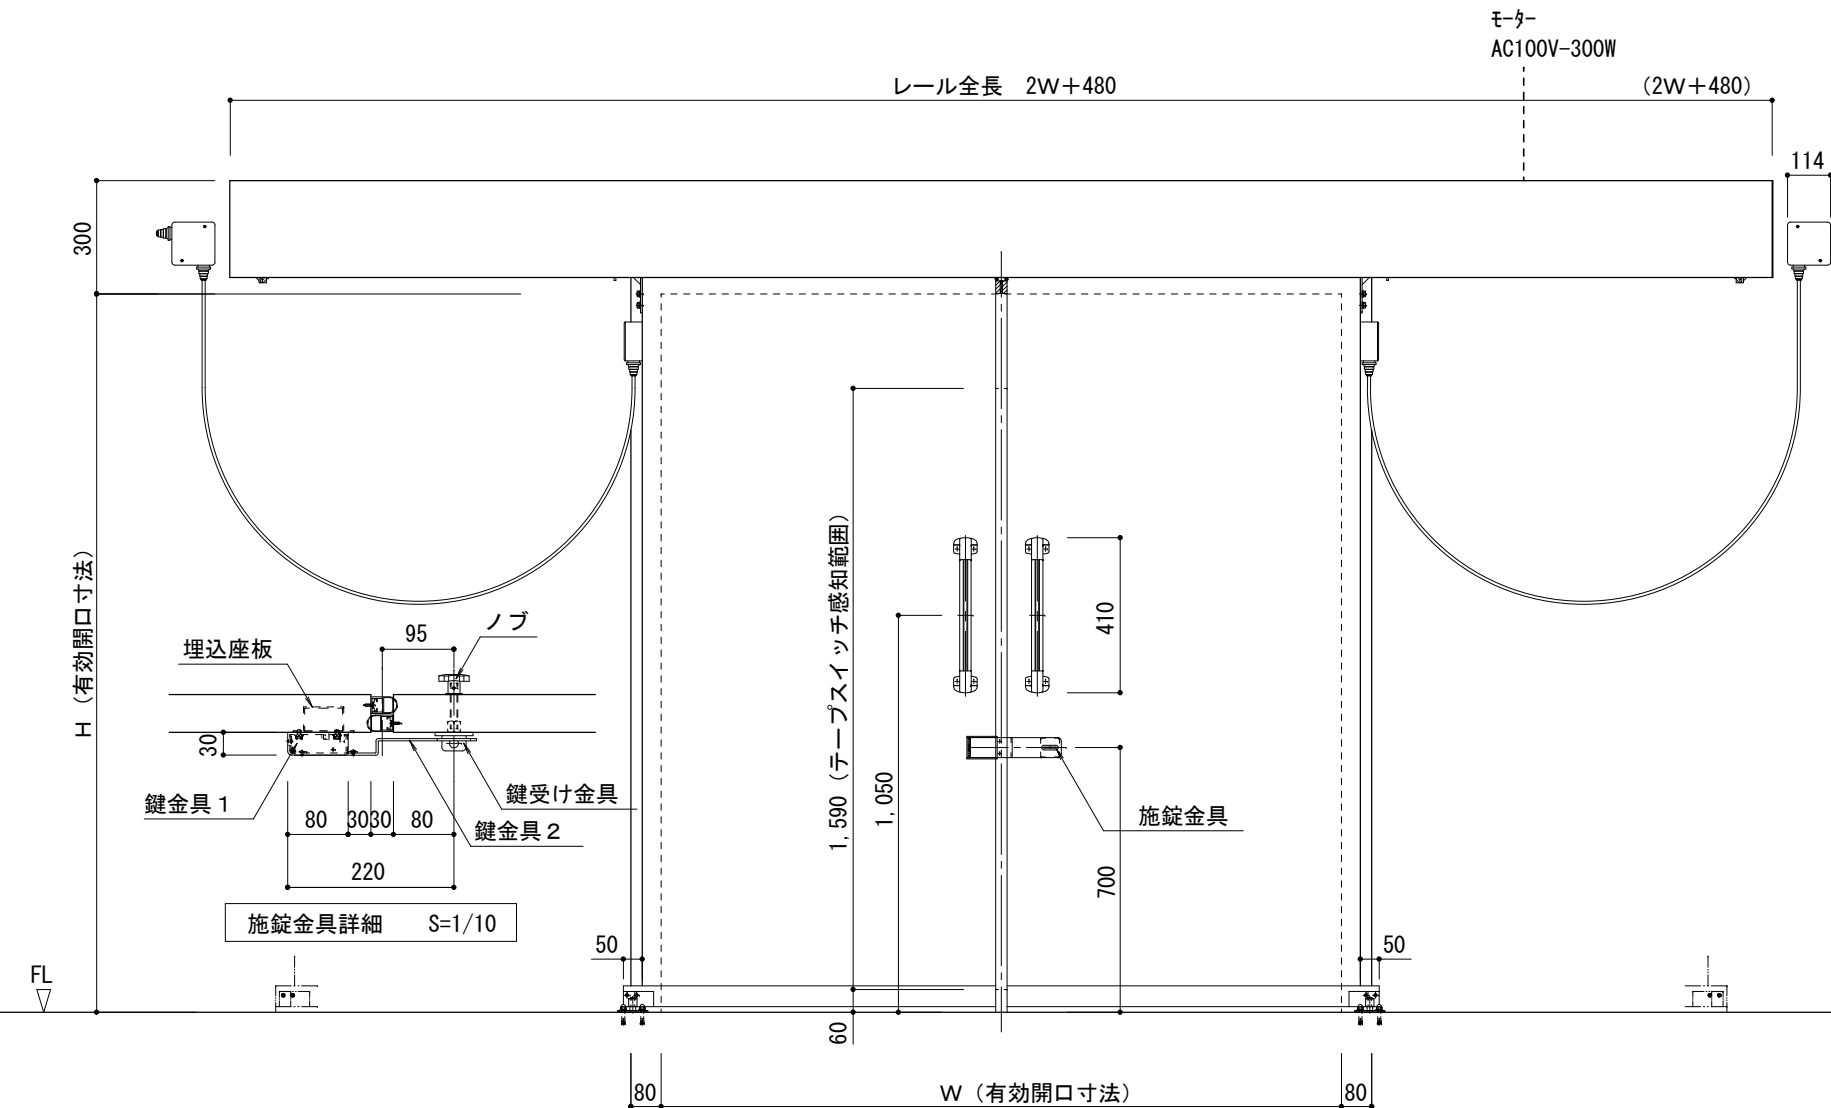 モーター
AC100V-300W
レール全長　2W＋480
(2W＋480)
114
300
H（有効開口寸法）
1,590（テープスイッチ感知範囲）
1,050
410
700
60
施錠金具
95
ノブ
埋込座板
30
鍵金具1
鍵受け金具
鍵金具2
80
30
30
80
220
施錠金具詳細　S=1/10
50
50
FL
80
W（有効開口寸法）
80